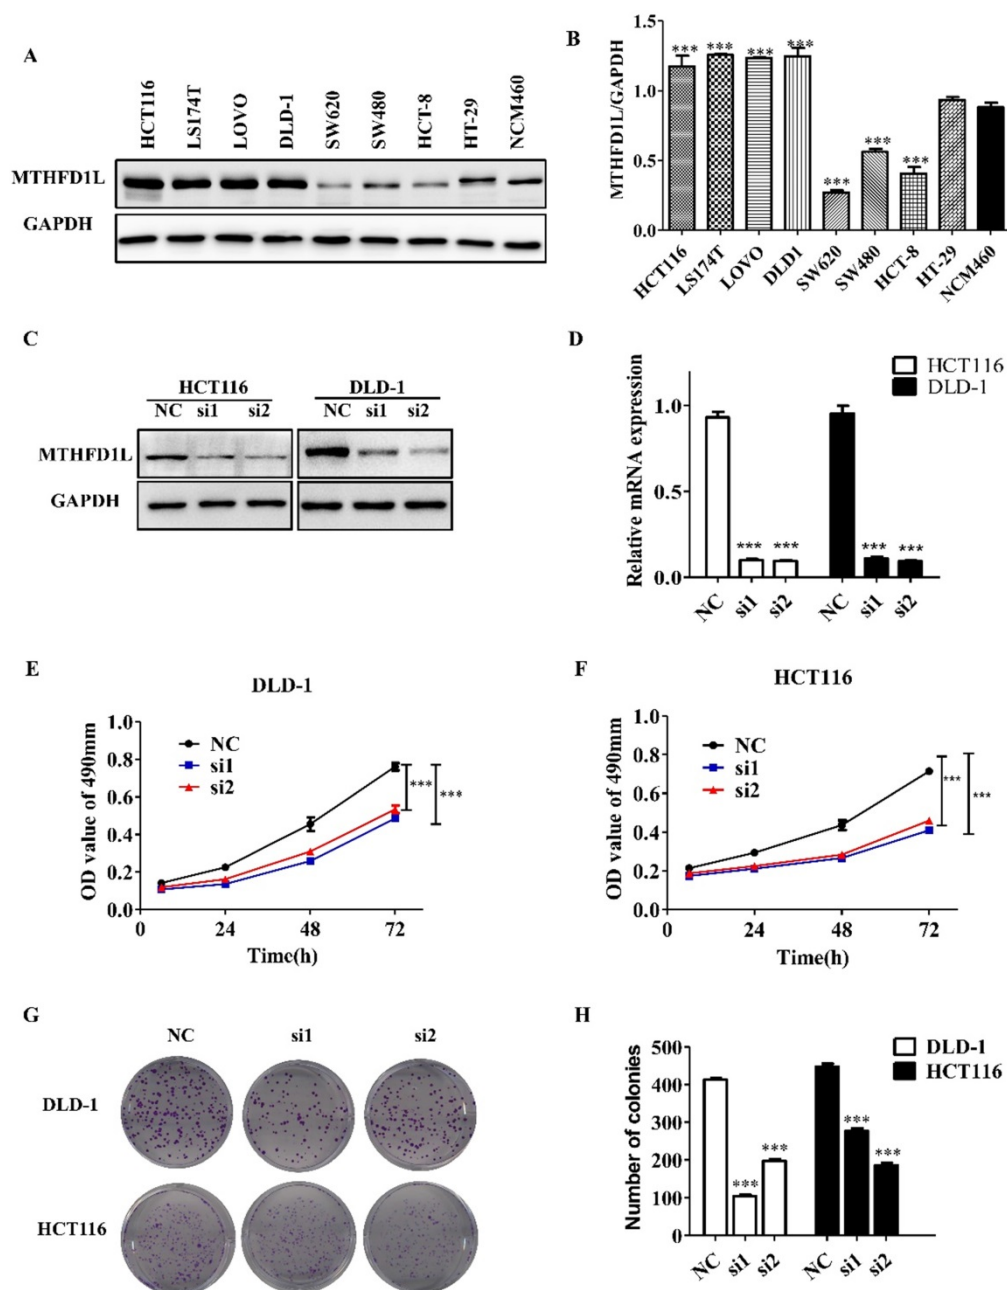 A
HCT116
LS174T
LOVO
DLD-1
SW620
SW480
HCT-8
HT-29
NCM460
MTHFD1L
GAPDH
B
MTHFD1L/GAPDH
1.5
1.0
0.5
0.0
*** *** *** *** *** *** ***
HCT116
LS174T
LOVO
DLD1
SW620
SW480
HCT-8
HT-29
NCM460
C
HCT116 DLD-1
NC si1 si2 NC si1 si2
MTHFD1L
GAPDH
D
HCT116
DLD-1
Relative mRNA expression
1.0
0.5
0.0
*** *** *** ***
NC si1 si2 NC si1 si2
E
DLD-1
OD value of 490mm
1.0
0.8
0.6
0.4
0.2
0.0
NC
si1
si2
***
***
0 24 48 72
Time(h)
F
HCT116
OD value of 490mm
1.0
0.8
0.6
0.4
0.2
0.0
NC
si1
si2
***
***
0 24 48 72
Time(h)
G
NC si1 si2
DLD-1
HCT116
H
DLD-1
HCT116
Number of colonies
500
400
300
200
100
0
*** *** *** ***
NC si1 si2 NC si1 si2